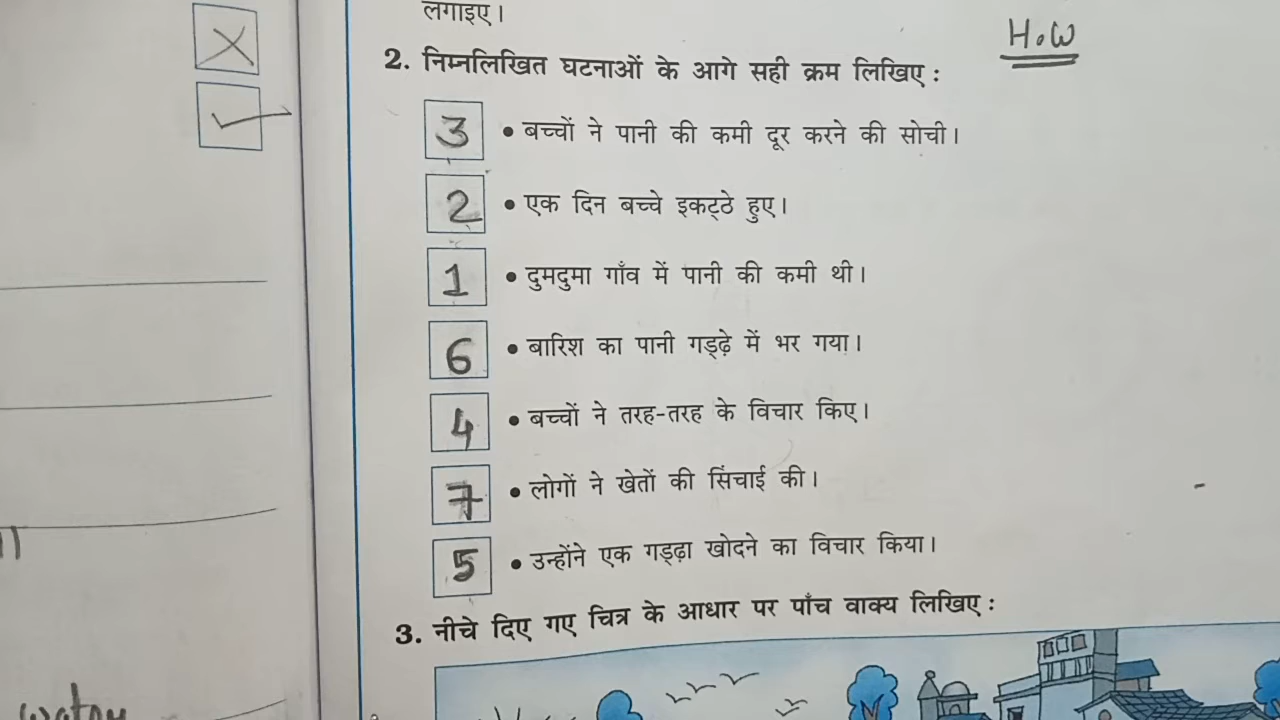 लगाइए।
H.W
2. निम्नलिखित घटनाओं के आगे सही क्रम लिखिए :
3 • बच्चों ने पानी की कमी दूर करने की सोची।
2 • एक दिन बच्चे इकट्ठे हुए।
1 • दुमदुमा गाँव में पानी की कमी थी।
6 • बारिश का पानी गड्ढ़े में भर गया।
4 • बच्चों ने तरह-तरह के विचार किए।
7 • लोगों ने खेतों की सिंचाई की।
5 • उन्होंने एक गड्ढ़ा खोदने का विचार किया।
3. नीचे दिए गए चित्र के आधार पर पाँच वाक्य लिखिए :